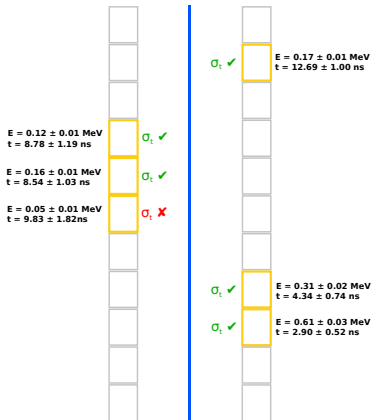 E = 0.12 ± 0.01 MeV
t = 8.78 ± 1.19 ns
σt ✔
E = 0.16 ± 0.01 MeV
t = 8.54 ± 1.03 ns
σt ✔
E = 0.05 ± 0.01 MeV
t = 9.83 ± 1.82ns
σt ✘
σt ✔
E = 0.17 ± 0.01 MeV
t = 12.69 ± 1.00 ns
σt ✔
E = 0.31 ± 0.02 MeV
t = 4.34 ± 0.74 ns
σt ✔
E = 0.61 ± 0.03 MeV
t = 2.90 ± 0.52 ns